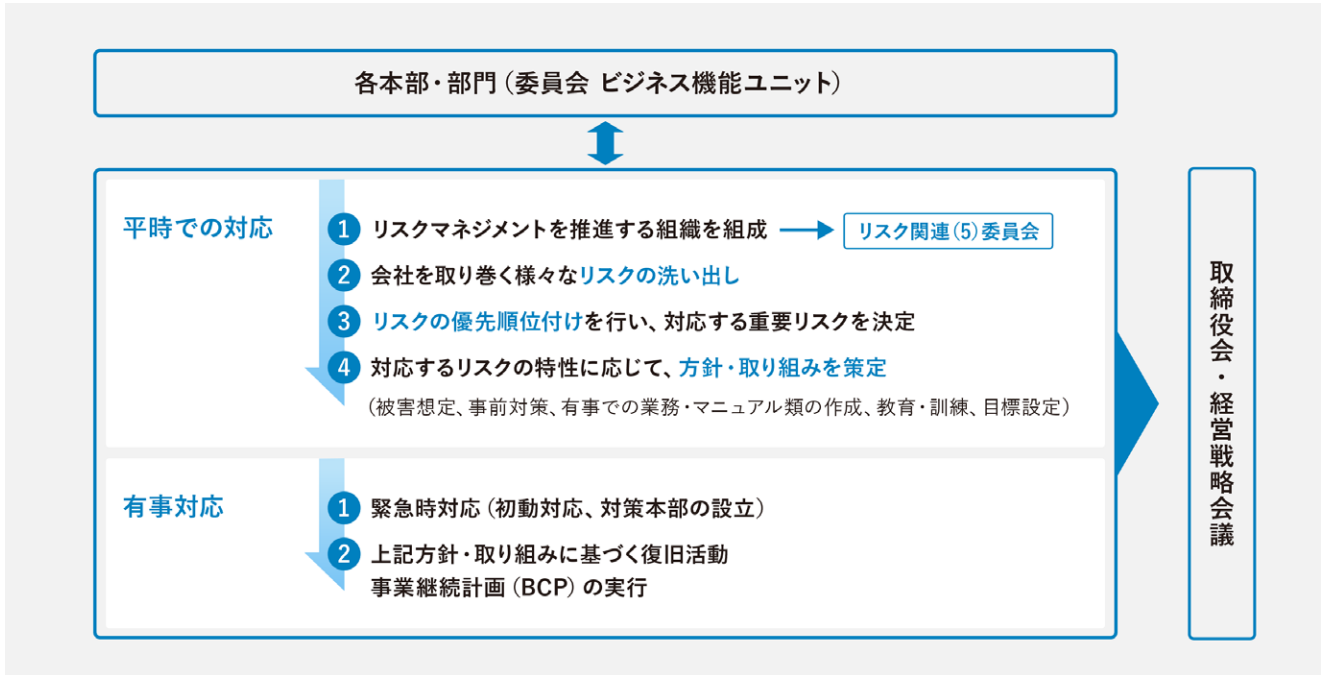 各本部・部門（委員会 ビジネス機能ユニット）
平時での対応
1 リスクマネジメントを推進する組織を組成
リスク関連（5）委員会
2 会社を取り巻く様々なリスクの洗い出し
3 リスクの優先順位付けを行い、対応する重要リスクを決定
4 対応するリスクの特性に応じて、方針・取り組みを策定
（被害想定、事前対策、有事での業務・マニュアル類の作成、教育・訓練、目標設定）
有事対応
1 緊急時対応（初動対応、対策本部の設立）
2 上記方針・取り組みに基づく復旧活動
事業継続計画（BCP）の実行
取締役会・経営戦略会議